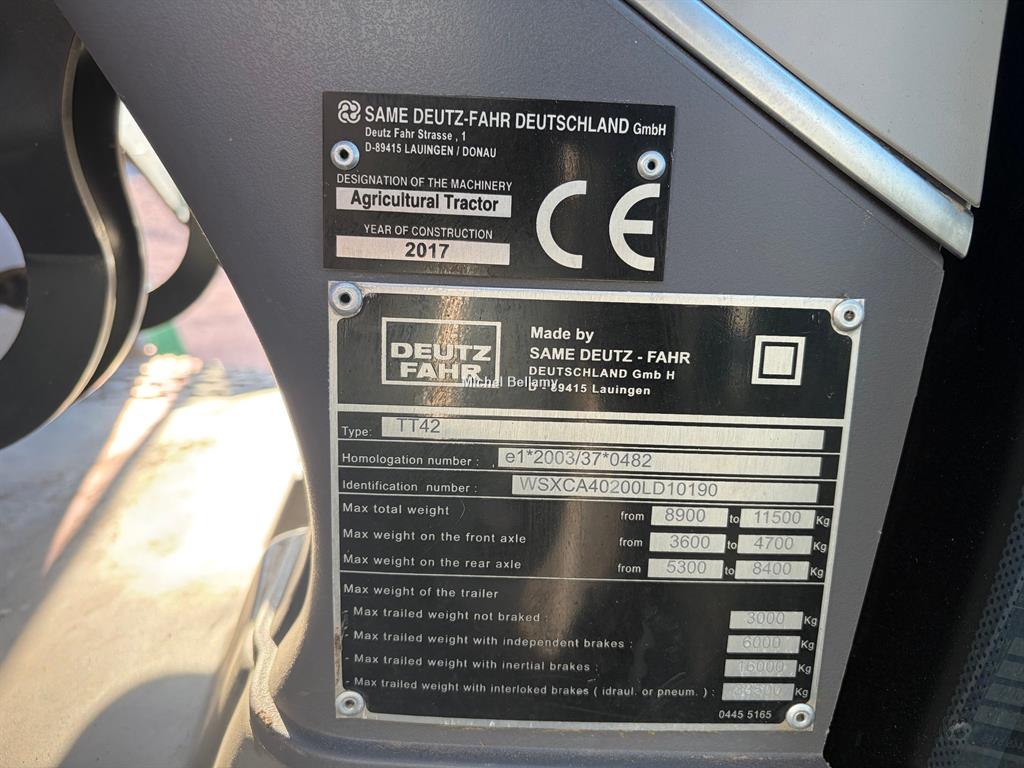 SAME DEUTZ-FAHR DEUTSCHLAND GmbH
Deutz Fahr Strasse , 1
D-89415 LAUINGEN / DONAU
DESIGNATION OF THE MACHINERY
Agricultural Tractor
YEAR OF CONSTRUCTION
2017
CE
DEUTZ
FAHR
Made by
SAME DEUTZ - FAHR
DEUTSCHLAND Gmb H
D - 89415 Lauingen
Michel Bellamy
Type: TT42
Homologation number : e1*2003/37*0482
Identification number : WSXCA40200LD10190
Max total weight from 8900 to 11500 Kg
Max weight on the front axle from 3600 to 4700 Kg
Max weight on the rear axle from 5300 to 8400 Kg
Max weight of the trailer
- Max trailed weight not braked : 3000 Kg
- Max trailed weight with independent brakes : 6000 Kg
- Max trailed weight with inertial brakes : 16000 Kg
- Max trailed weight with interloked brakes ( idraul. or pneum. ) : Kg
0445 5165